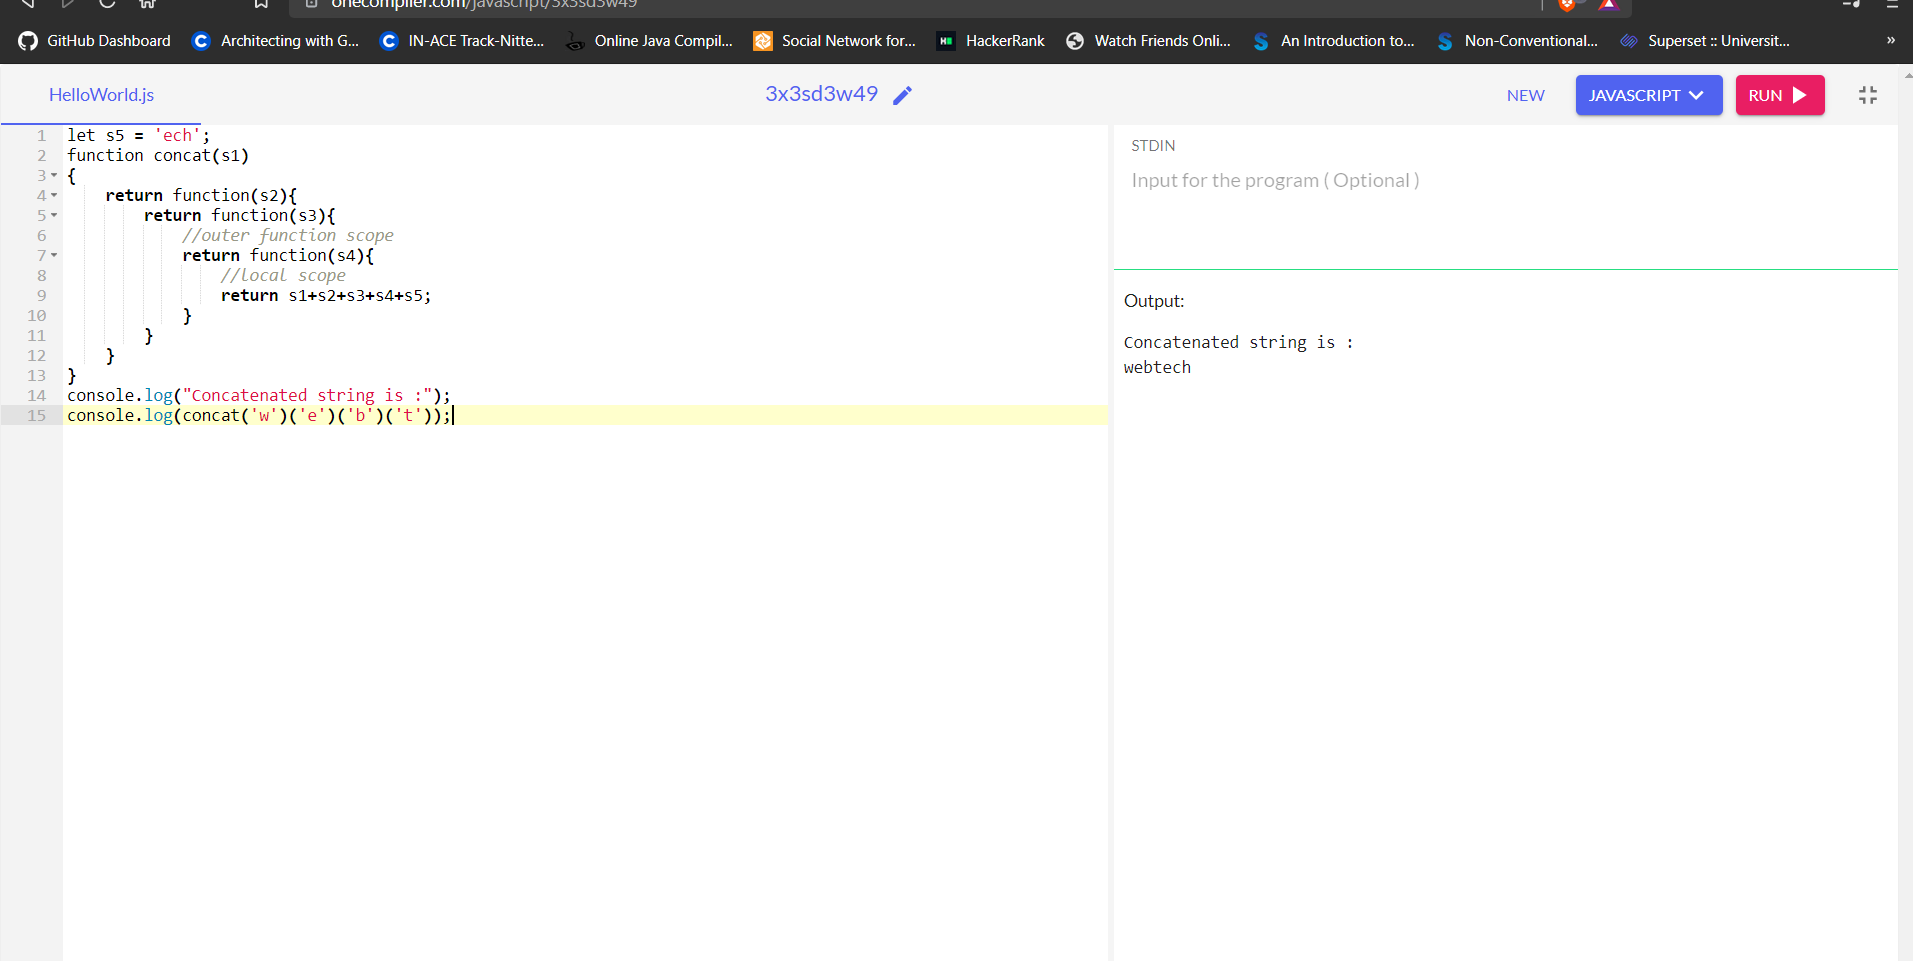 onecompiler.com/javascript/3x3sd3w49
GitHub Dashboard Architecting with G... IN-ACE Track-Nitte... Online Java Compil... Social Network for... HackerRank Watch Friends Onli... An Introduction to... Non-Conventional... Superset :: Universit... »
HelloWorld.js 3x3sd3w49 NEW JAVASCRIPT RUN
1 let s5 = 'ech';
2 function concat(s1)
3 {
4     return function(s2){
5         return function(s3){
6             //outer function scope
7             return function(s4){
8                 //local scope
9                 return s1+s2+s3+s4+s5;
10             }
11         }
12     }
13 }
14 console.log("Concatenated string is :");
15 console.log(concat('w')('e')('b')('t'));
STDIN
Input for the program ( Optional )
Output:
Concatenated string is :
webtech